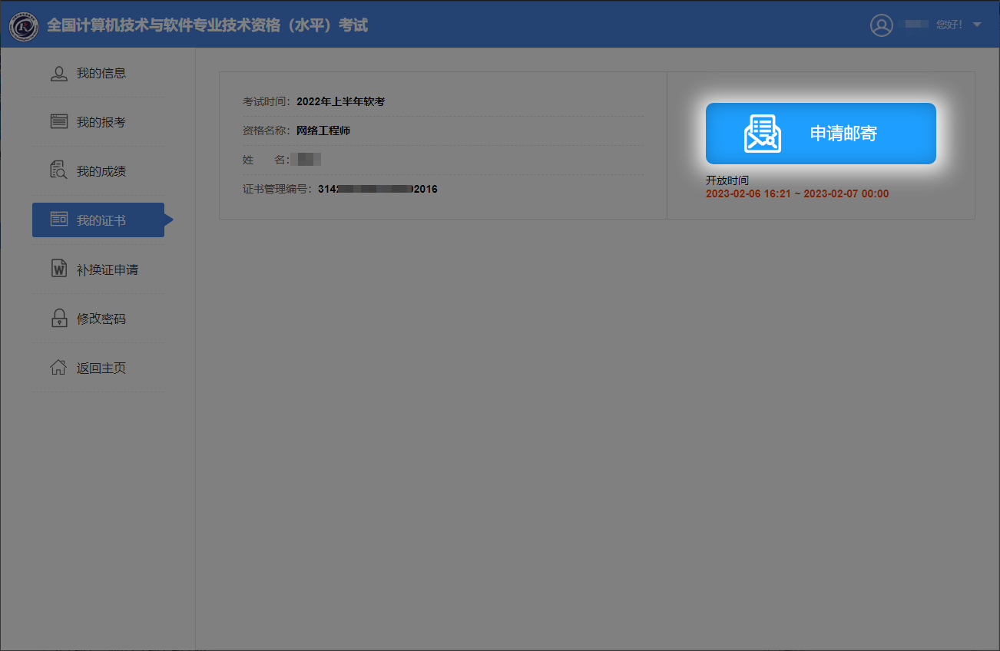 全国计算机技术与软件专业技术资格（水平）考试
您好！
我的信息
我的报考
我的成绩
我的证书
补换证申请
修改密码
返回主页
考试时间：2022年上半年软考
资格名称：网络工程师
姓 名：
证书管理编号：314 2016
申请邮寄
开放时间
2023-02-06 16:21 ~ 2023-02-07 00:00